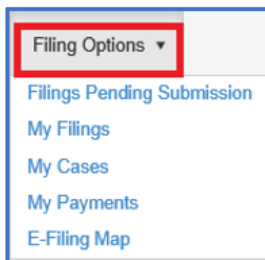 Filing Options ▼
Filings Pending Submission
My Filings
My Cases
My Payments
E-Filing Map